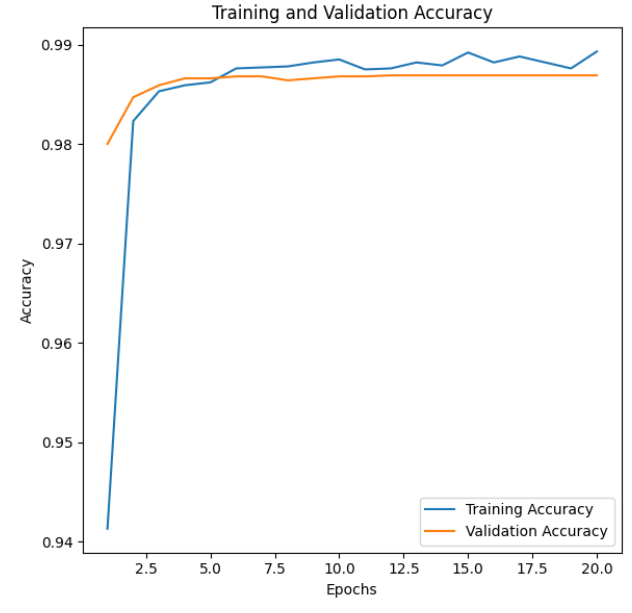 Training and Validation Accuracy
0.99
0.98
0.97
0.96
0.95
0.94
Accuracy
Training Accuracy
Validation Accuracy
2.5 5.0 7.5 10.0 12.5 15.0 17.5 20.0
Epochs